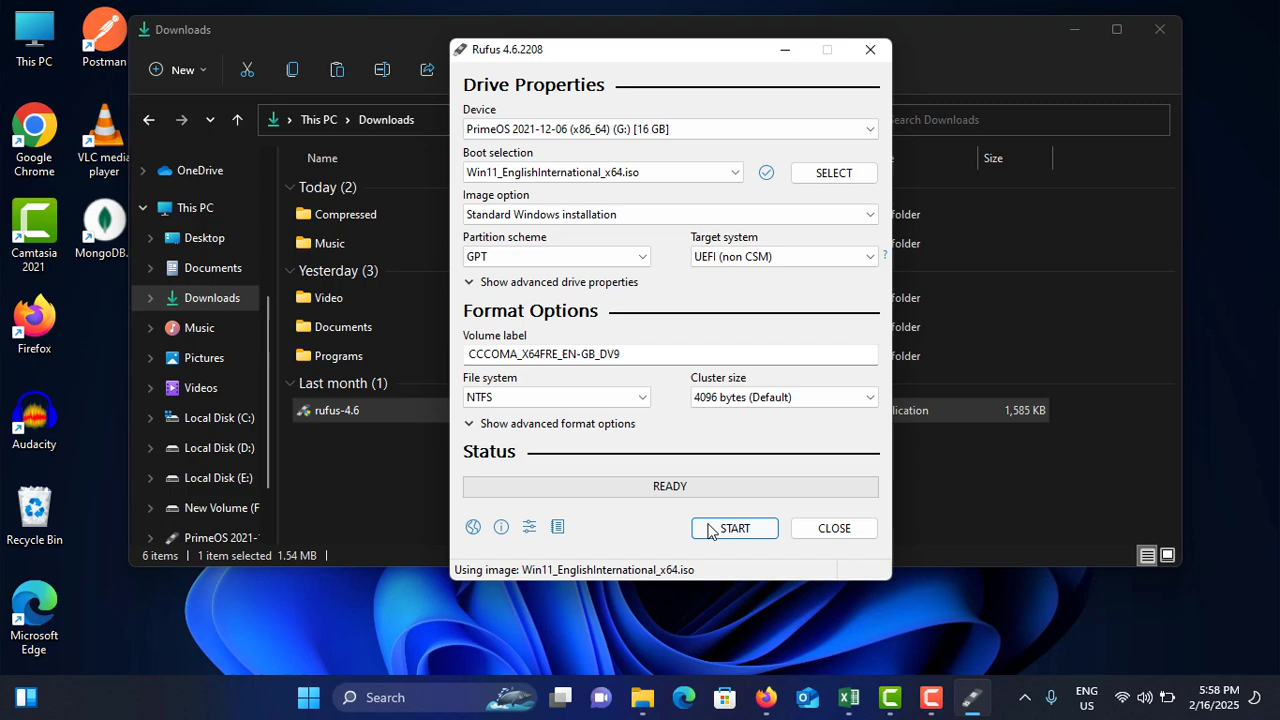 This PC
Postman
Google
Chrome
VLC media
player
Camtasia
2021
MongoDB.
Firefox
Audacity
Recycle Bin
Microsoft
Edge
Downloads
New
This PC
Downloads
Search Downloads
OneDrive
This PC
Desktop
Documents
Downloads
Music
Pictures
Videos
Local Disk (C:)
Local Disk (D:)
Local Disk (E:)
New Volume (F
PrimeOS 2021-
Name
Size
Today (2)
Compressed
folder
Music
folder
Yesterday (3)
Video
folder
Documents
folder
Programs
folder
Last month (1)
rufus-4.6
lication
1,585 KB
6 items
1 item selected 1.54 MB
Rufus 4.6.2208
Drive Properties
Device
PrimeOS 2021-12-06 (x86_64) (G:) [16 GB]
Boot selection
Win11_EnglishInternational_x64.iso
SELECT
Image option
Standard Windows installation
Partition scheme
Target system
GPT
UEFI (non CSM)
?
Show advanced drive properties
Format Options
Volume label
CCCOMA_X64FRE_EN-GB_DV9
File system
Cluster size
NTFS
4096 bytes (Default)
Show advanced format options
Status
READY
START
CLOSE
Using image: Win11_EnglishInternational_x64.iso
Search
ENG
US
5:58 PM
2/16/2025